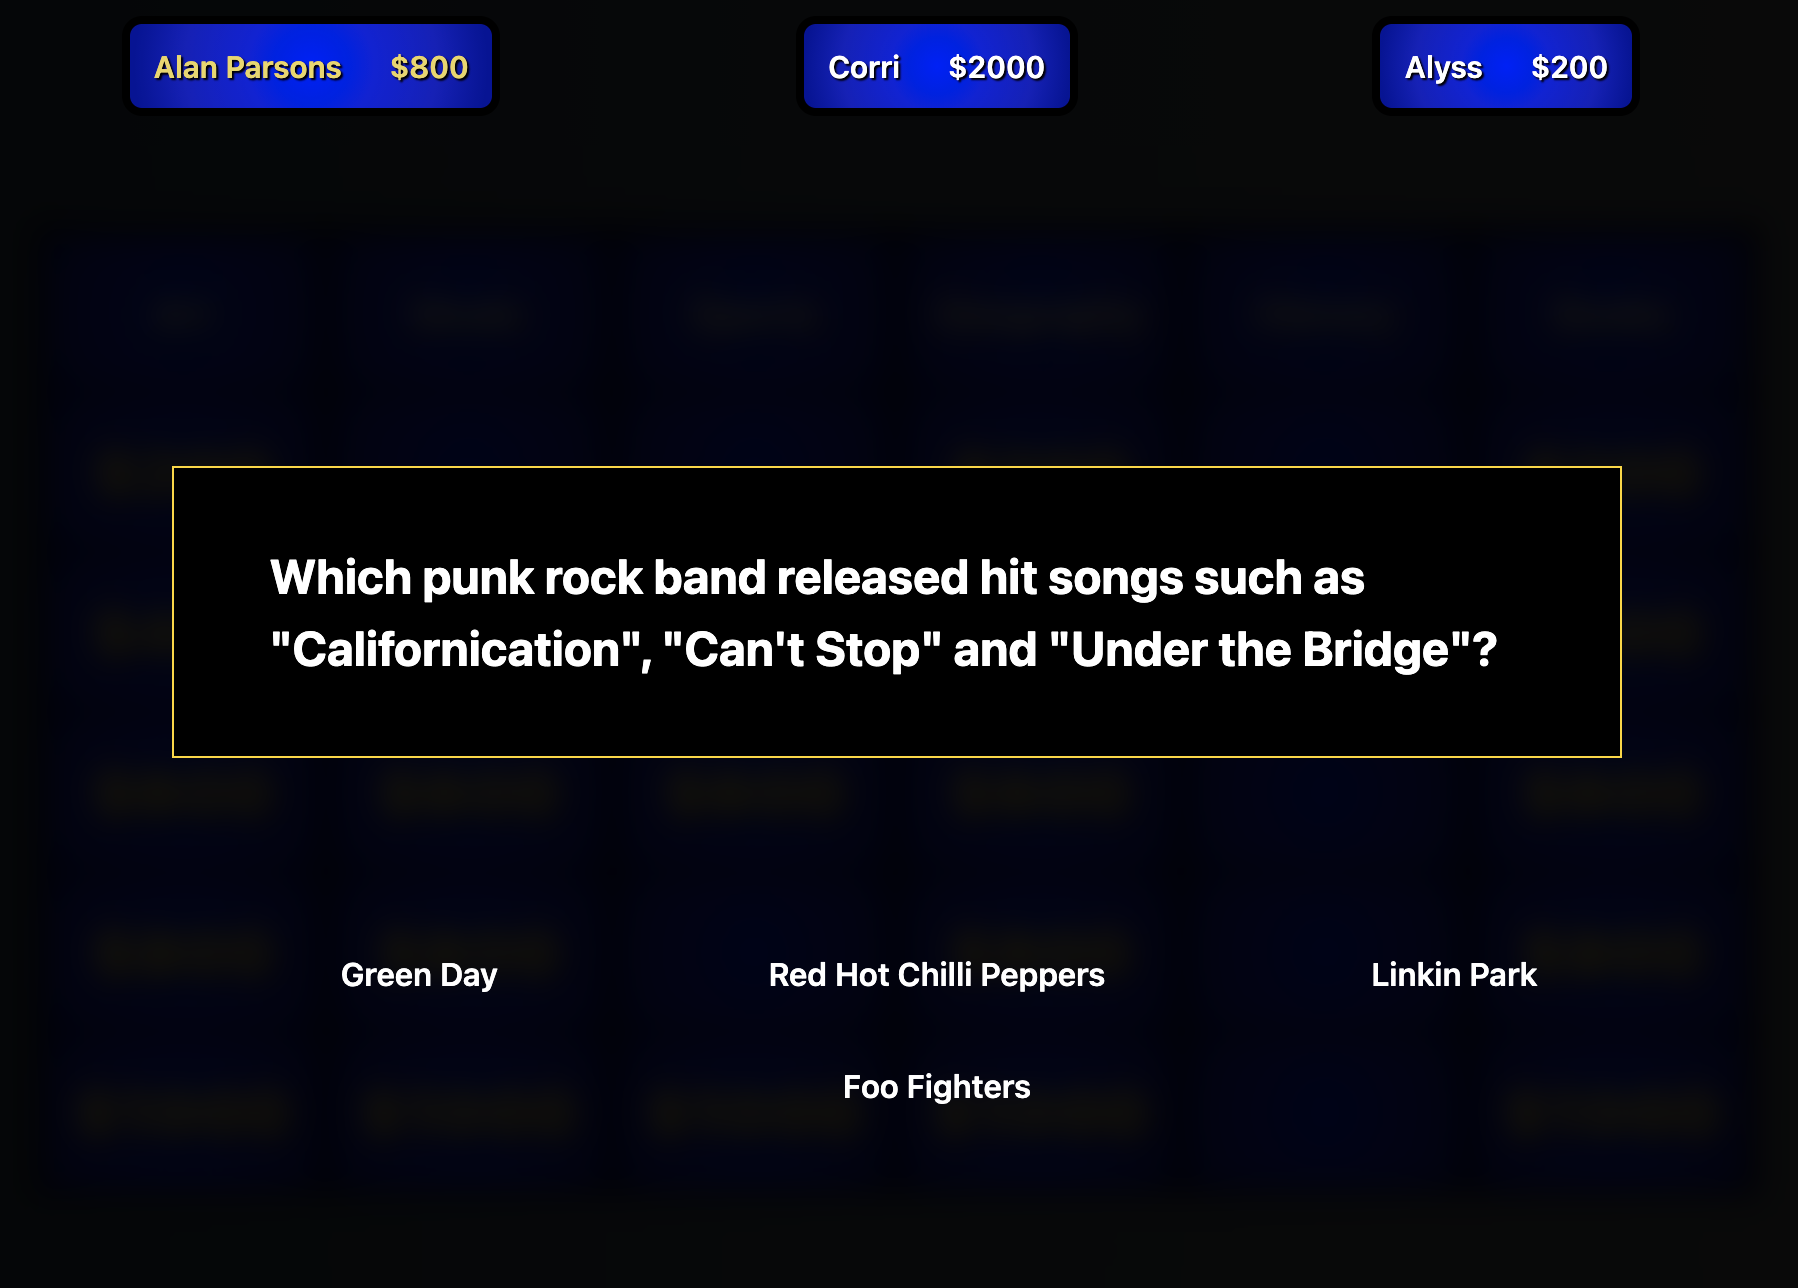 Alan Parsons $800
Corri $2000
Alyss $200
Which punk rock band released hit songs such as
"Californication", "Can't Stop" and "Under the Bridge"?
Green Day
Red Hot Chilli Peppers
Linkin Park
Foo Fighters